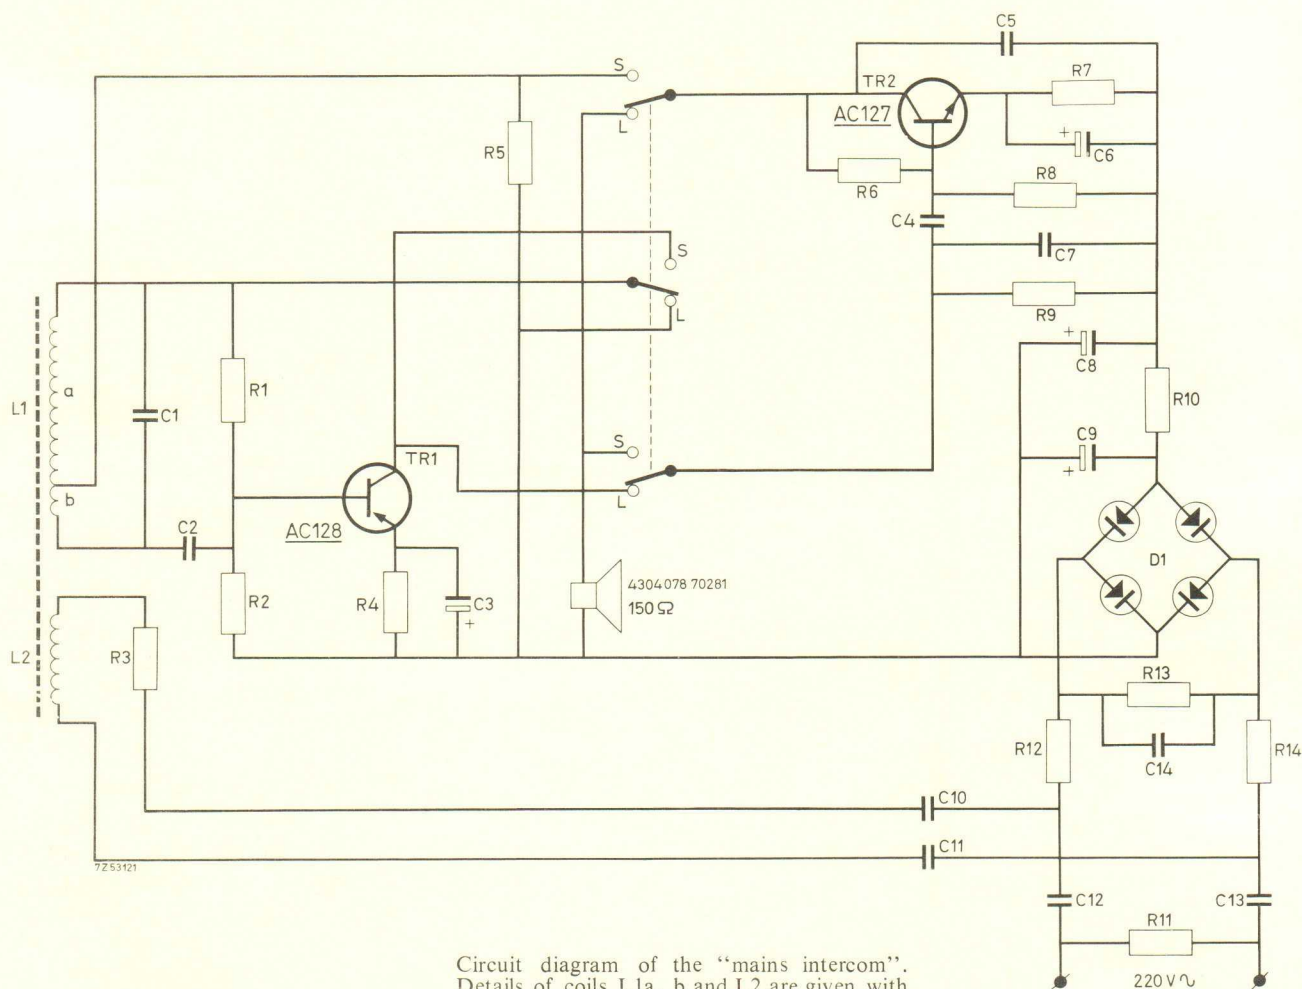 C5
S
TR2
R7
AC127
L
+
C6
R5
R6
R8
C4
S
C7
R9
L
+
C8
a
R1
R10
L1
C1
C9
S
TR1
+
b
L
C2
AC128
D1
4304 078 70281
150 Ω
R2
R4
C3
+
L2
R3
R13
R12
R14
C14
C10
C11
7Z53121
C12
C13
R11
Circuit diagram of the “mains intercom”.
Details of coils L1a, b and L2 are given with
220 V ∿